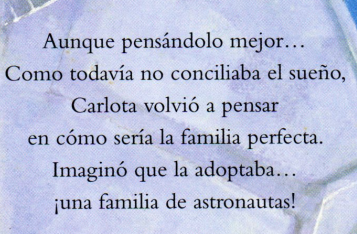 Aunque pensándolo mejor…
Como todavía no conciliaba el sueño,
Carlota volvió a pensar
en cómo sería la familia perfecta.
Imaginó que la adoptaba…
¡una familia de astronautas!